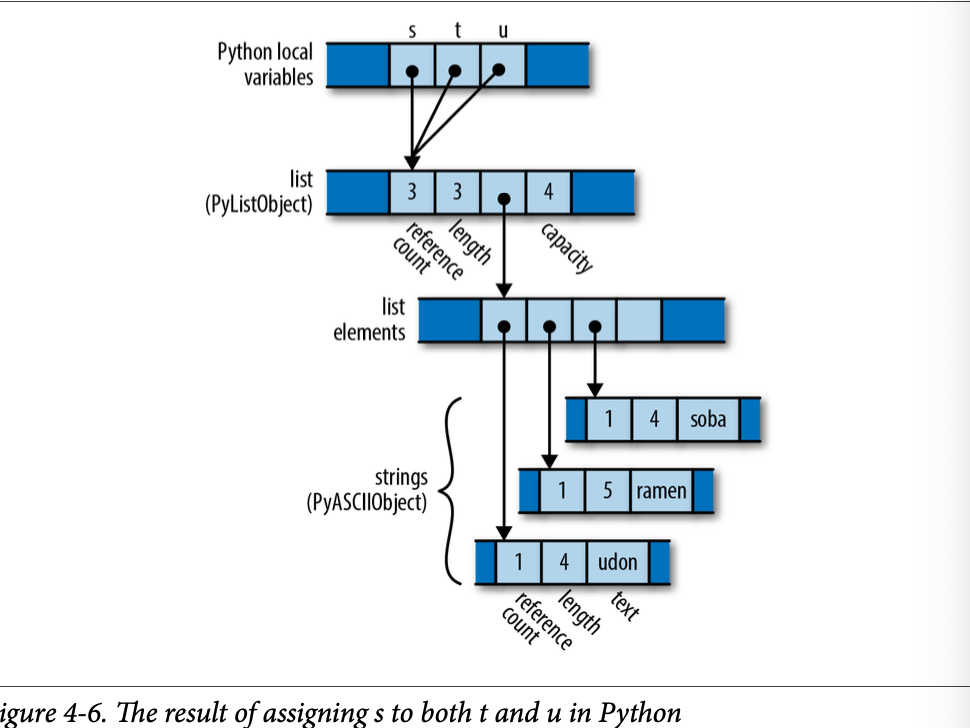 s t u
Python local
variables
list
(PyListObject)
3 3 4
reference
count
length
capacity
list
elements
1 4 soba
strings
(PyASCIIObject)
1 5 ramen
1 4 udon
reference
count
length
text
igure 4-6. The result of assigning s to both t and u in Python